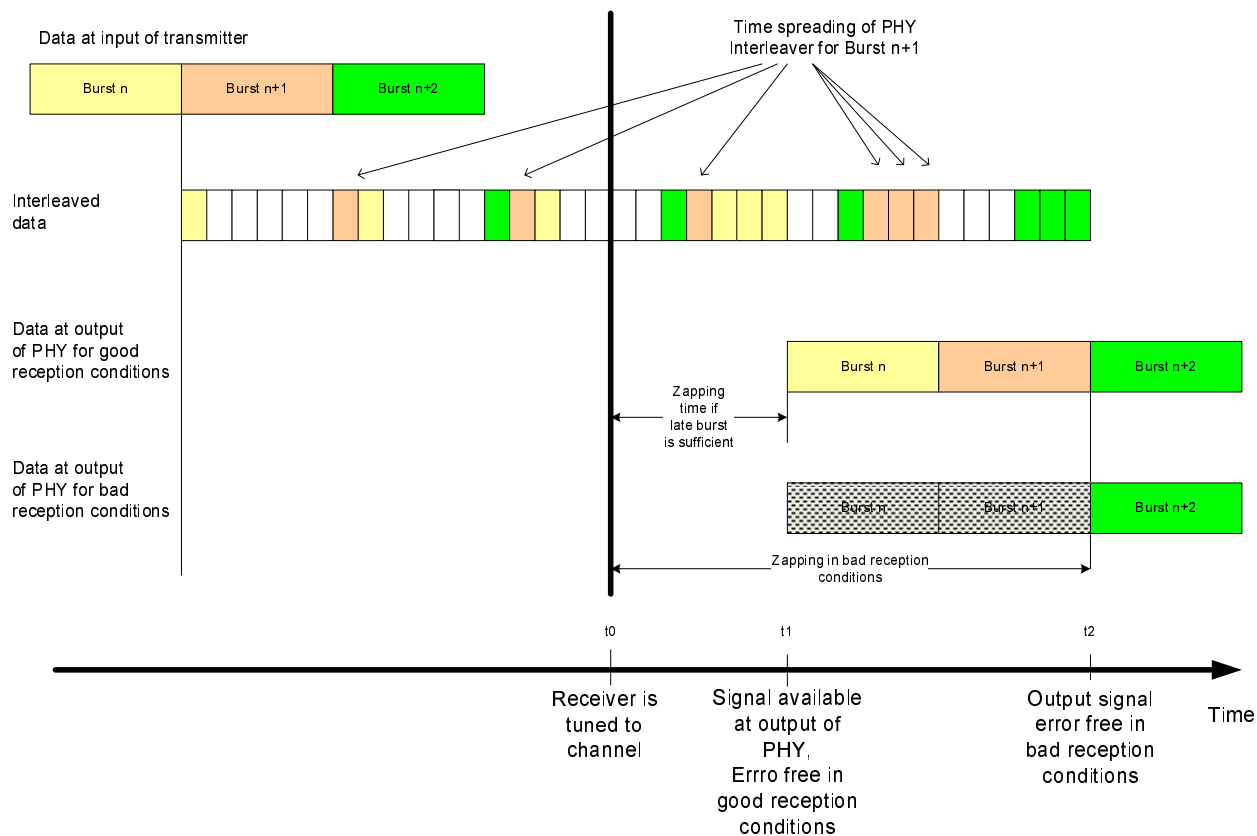 Data at input of transmitter
Time spreading of PHY
Interleaver for Burst n+1
Burst n
Burst n+1
Burst n+2
Interleaved
data
Data at output
of PHY for good
reception conditions
Burst n
Burst n+1
Burst n+2
Zapping
time if
late burst
is sufficient
Data at output
of PHY for bad
reception conditions
Burst n
Burst n+1
Burst n+2
Zapping in bad reception
conditions
t0
t1
t2
Receiver is
tuned to
channel
Signal available
at output of
PHY,
Errro free in
good reception
conditions
Output signal
error free in
bad reception
conditions
Time